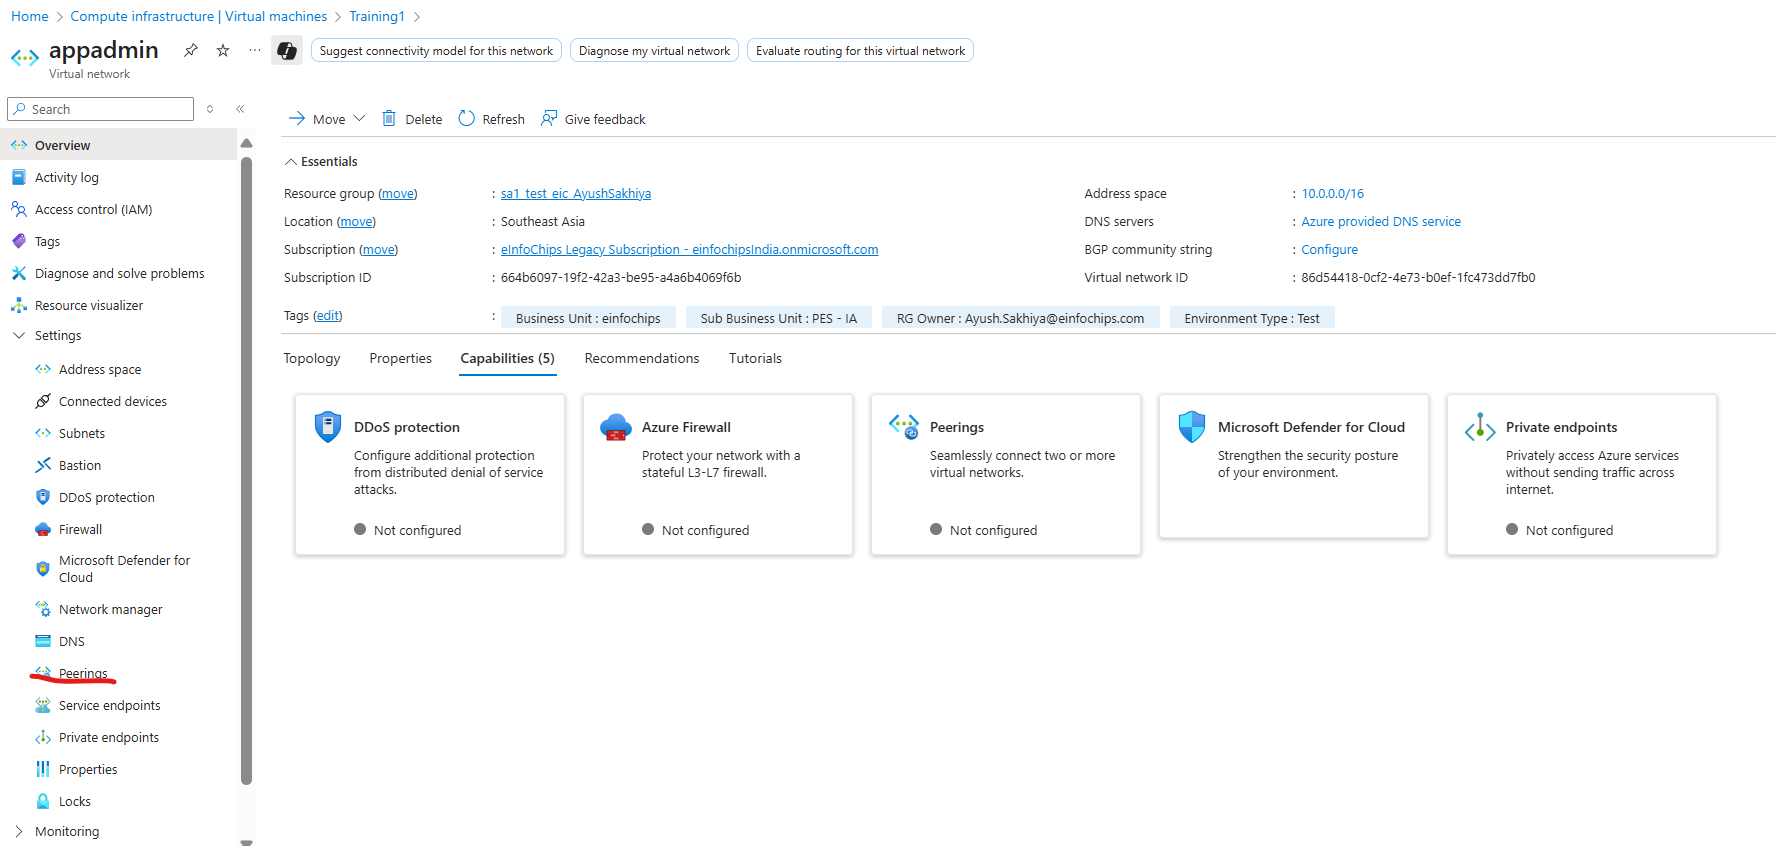 Home > Compute infrastructure | Virtual machines > Training1 >
appadmin
Virtual network
Suggest connectivity model for this network
Diagnose my virtual network
Evaluate routing for this virtual network
Search
Overview
Activity log
Access control (IAM)
Tags
Diagnose and solve problems
Resource visualizer
Settings
Address space
Connected devices
Subnets
Bastion
DDoS protection
Firewall
Microsoft Defender for
Cloud
Network manager
DNS
Peerings
Service endpoints
Private endpoints
Properties
Locks
Monitoring
Move
Delete
Refresh
Give feedback
Essentials
Resource group (move) : sa1_test_eic_AyushSakhiya
Location (move) : Southeast Asia
Subscription (move) : eInfoChips Legacy Subscription - einfochipsIndia.onmicrosoft.com
Subscription ID : 664b6097-19f2-42a3-be95-a4a6b4069f6b
Address space : 10.0.0.0/16
DNS servers : Azure provided DNS service
BGP community string : Configure
Virtual network ID : 86d54418-0cf2-4e73-b0ef-1fc473dd7fb0
Tags (edit) : Business Unit : einfochips Sub Business Unit : PES - IA RG Owner : Ayush.Sakhiya@einfochips.com Environment Type : Test
Topology Properties Capabilities (5) Recommendations Tutorials
DDoS protection
Configure additional protection
from distributed denial of service
attacks.
Not configured
Azure Firewall
Protect your network with a
stateful L3-L7 firewall.
Not configured
Peerings
Seamlessly connect two or more
virtual networks.
Not configured
Microsoft Defender for Cloud
Strengthen the security posture
of your environment.
Private endpoints
Privately access Azure services
without sending traffic across
internet.
Not configured